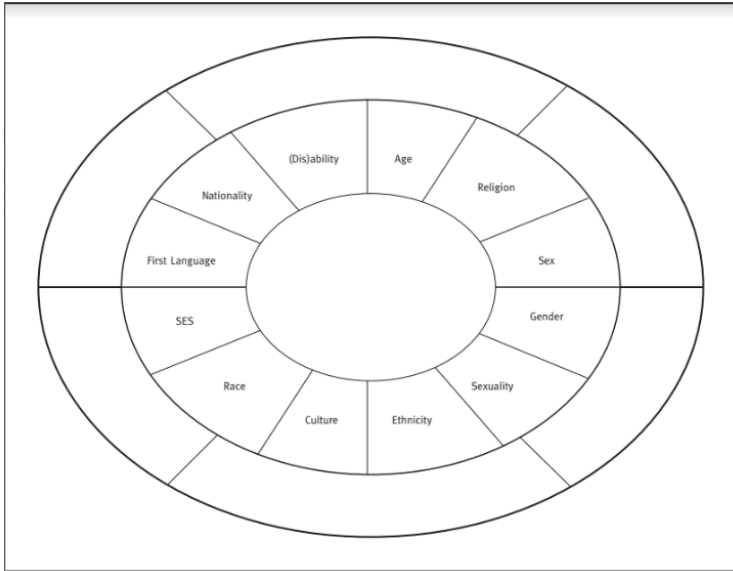 (Dis)ability
Age
Religion
Nationality
First Language
Sex
SES
Gender
Race
Sexuality
Culture
Ethnicity